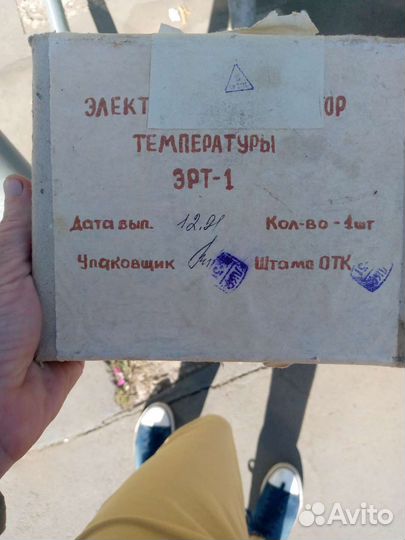 ЭЛЕКТ ОР
ТЕМПЕРАТУРЫ
ЭРТ-1
Дата вып. 12.91 Кол-во - 1шт
Упаковщик Штамп ОТК
Avito